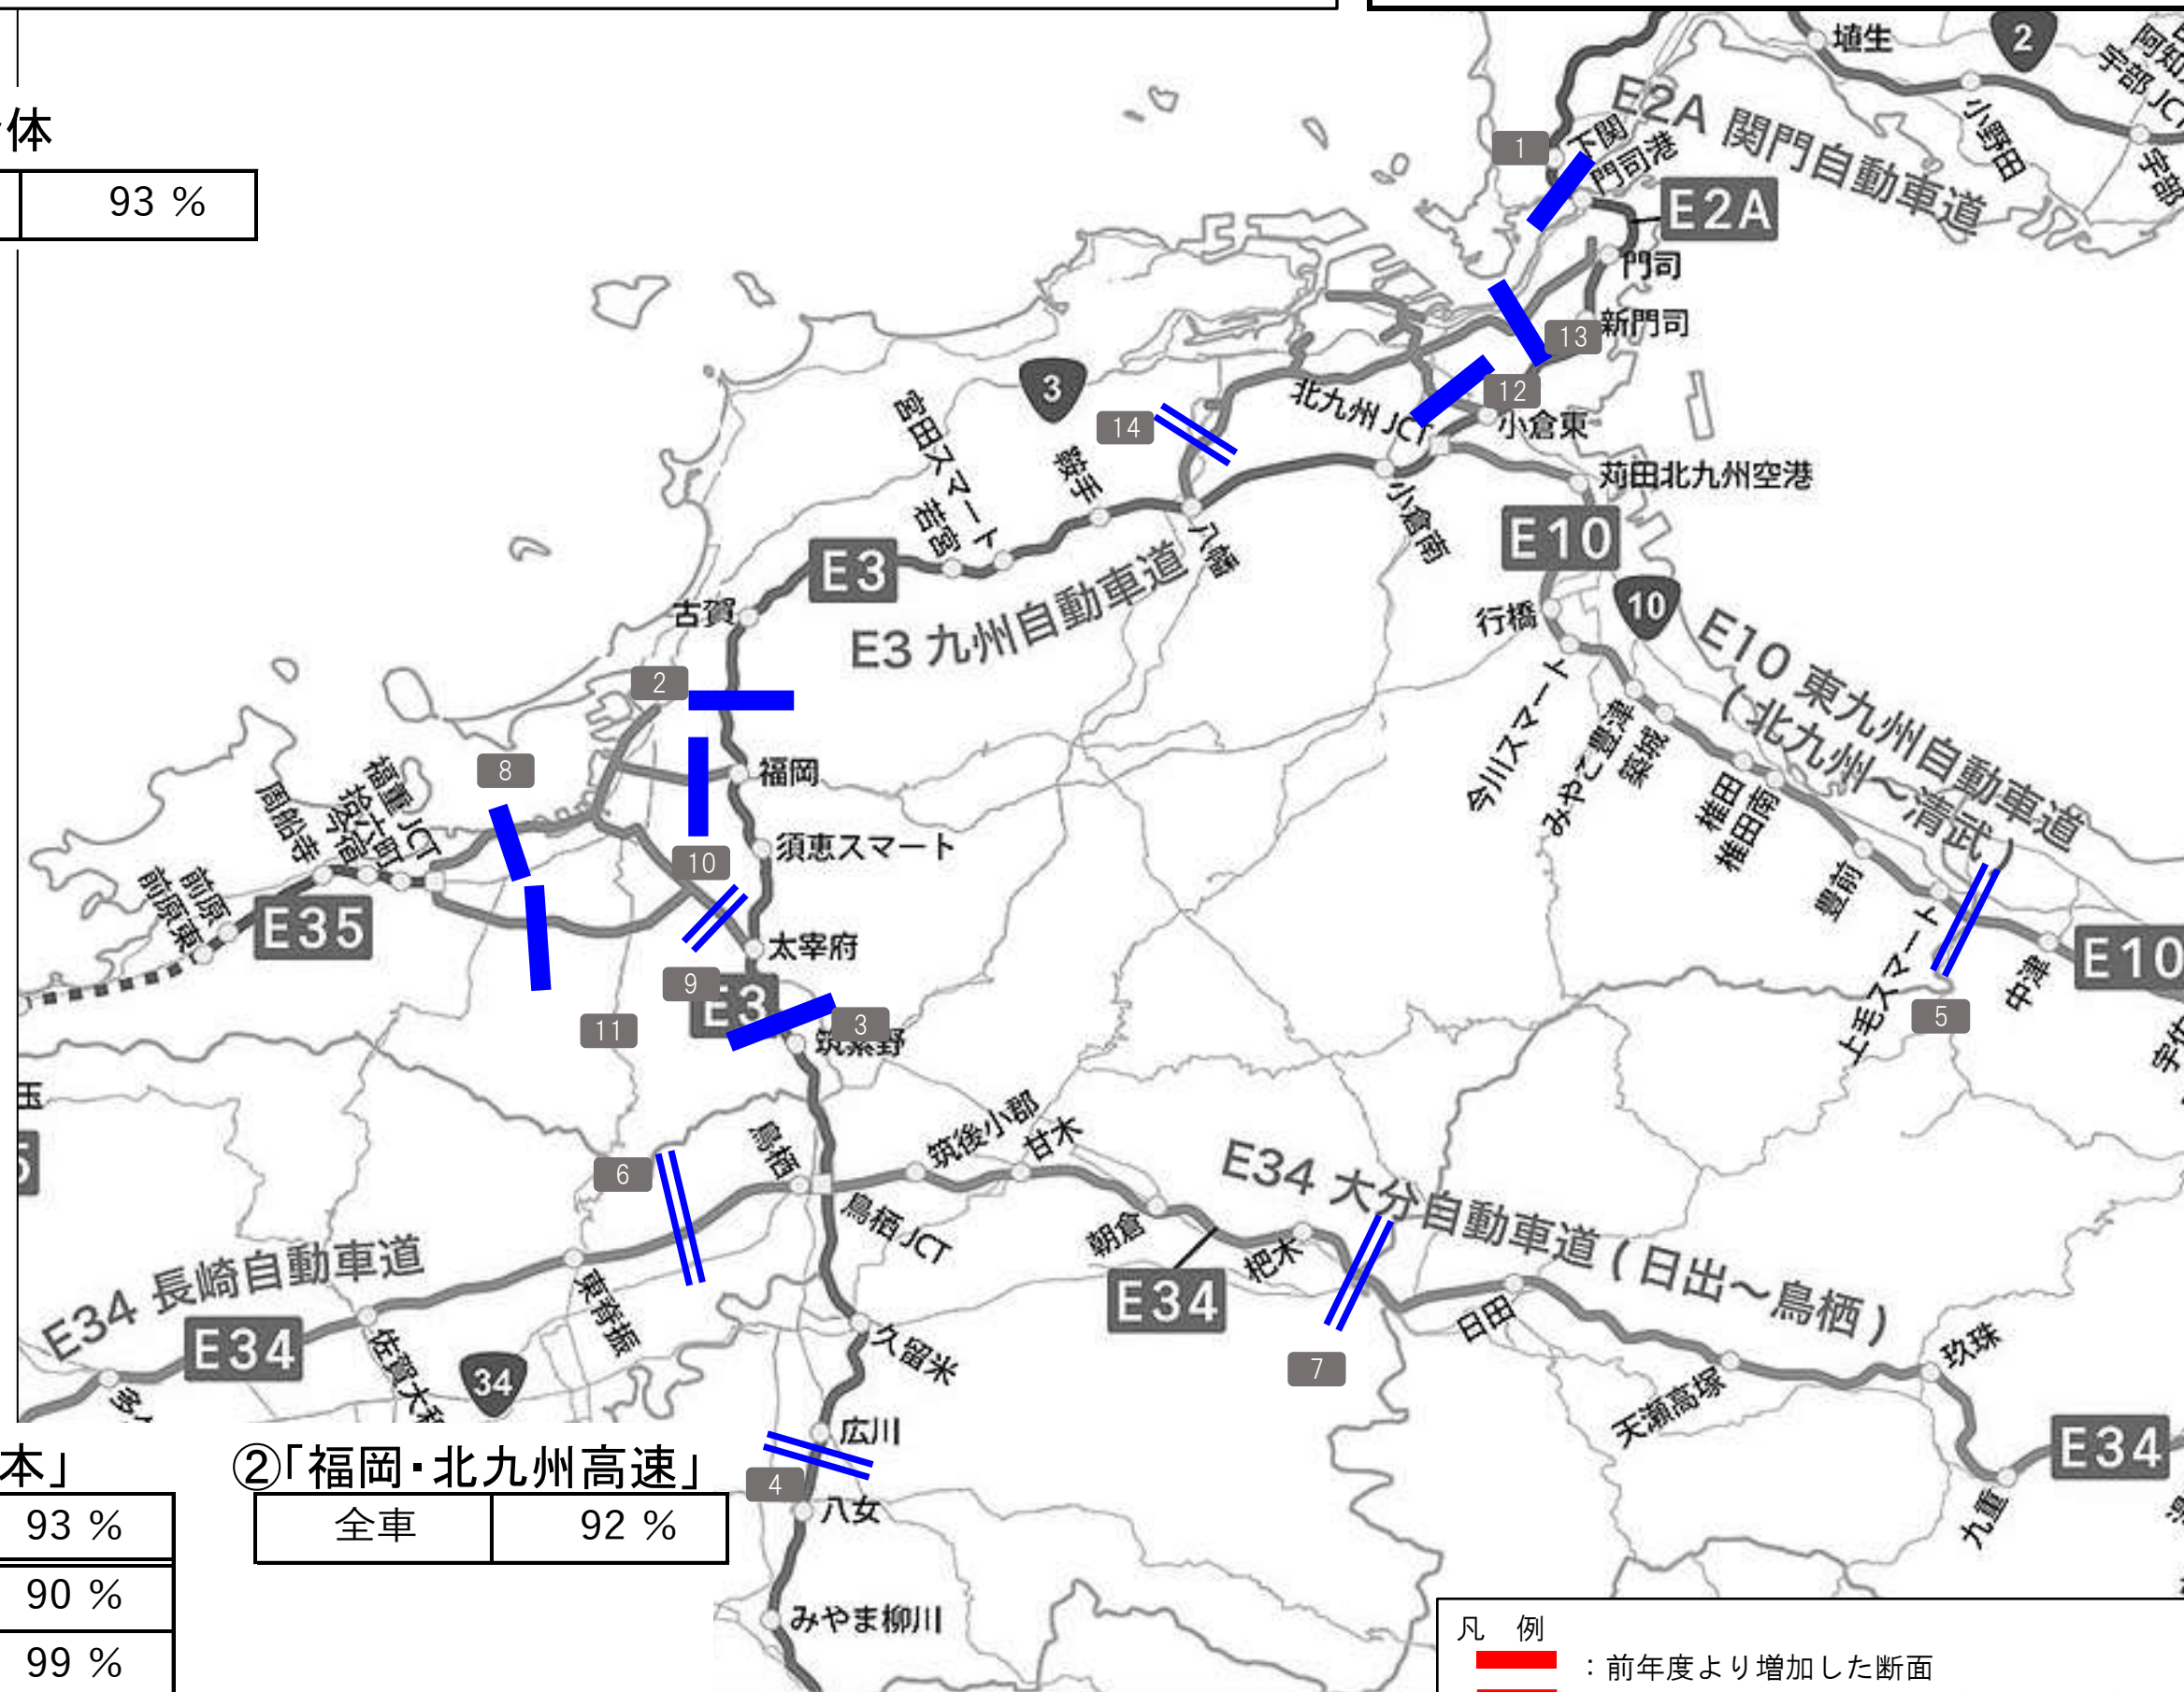 体
93 %
埴生
2
宇部 JCT
小野田
宇部
E2A 関門自動車道
1
下関
門司港
E2A
門司
新門司
13
12
3
北九州 JCT
小倉東
14
宮田スマート
鞍手
若宮
八幡
小倉南
苅田北九州空港
E10
E3
E3 九州自動車道
古賀
行橋
10
E10 東九州自動車道
(北九州～清武)
今川スマート
みやこ豊津
築城
椎田
椎田南
豊前
上毛スマート
中津
E10
5
2
福岡
8
須恵スマート
10
福重 JCT
拾六町
今宿
周船寺
前原
前原東
E35
太宰府
9
E3
3
筑紫野
11
6
鳥栖
筑後小郡
甘木
鳥栖 JCT
朝倉
杷木
E34 大分自動車道 (日出～鳥栖)
E34
7
日田
天瀬高塚
玖珠
九重
E34
E34 長崎自動車道
E34
東脊振
佐賀大和
34
久留米
広川
4
八女
みやま柳川
本」
93 %
90 %
99 %
②「福岡・北九州高速」
全車 92 %
凡 例
：前年度より増加した断面